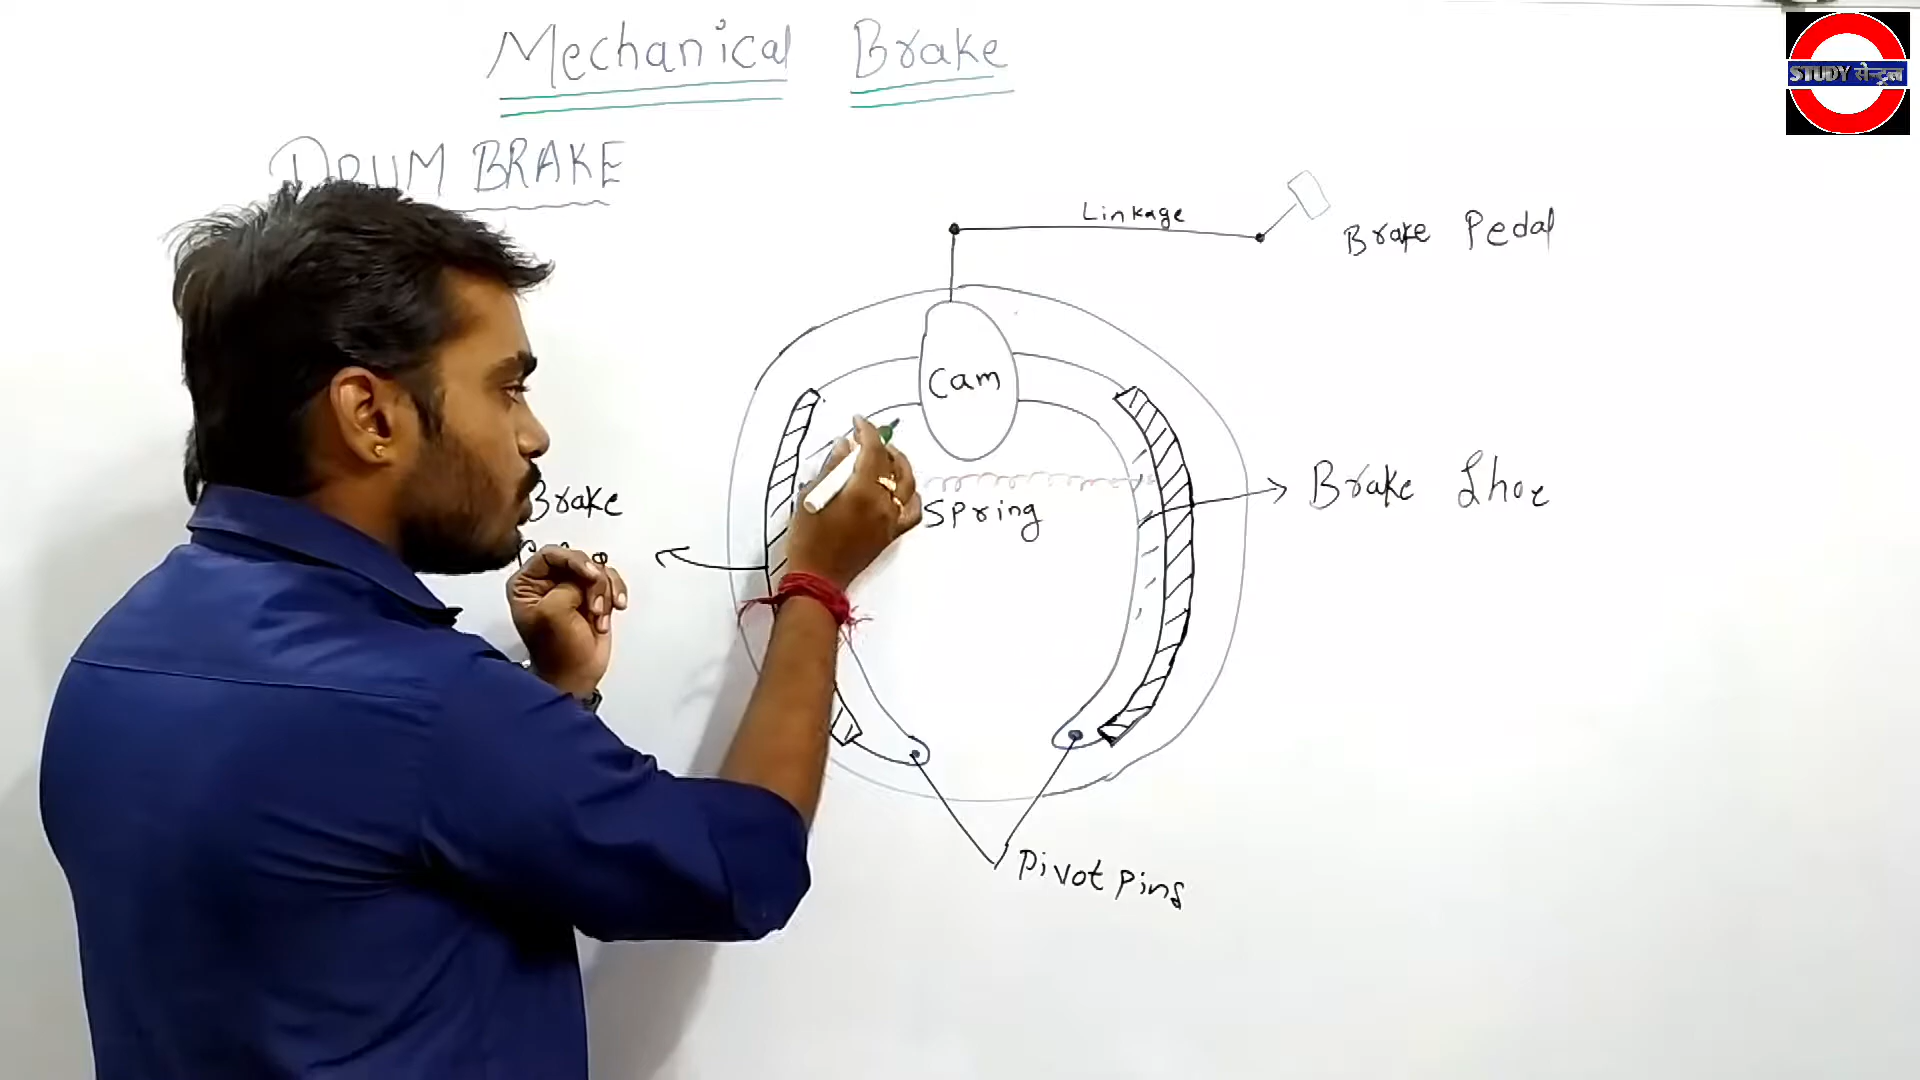 Mechanical Brake
STUDY सेन्ट्रल
DRUM BRAKE
Linkage
Brake Pedal
Cam
Brake Shoe
Brake
Spring
Pivot Pins